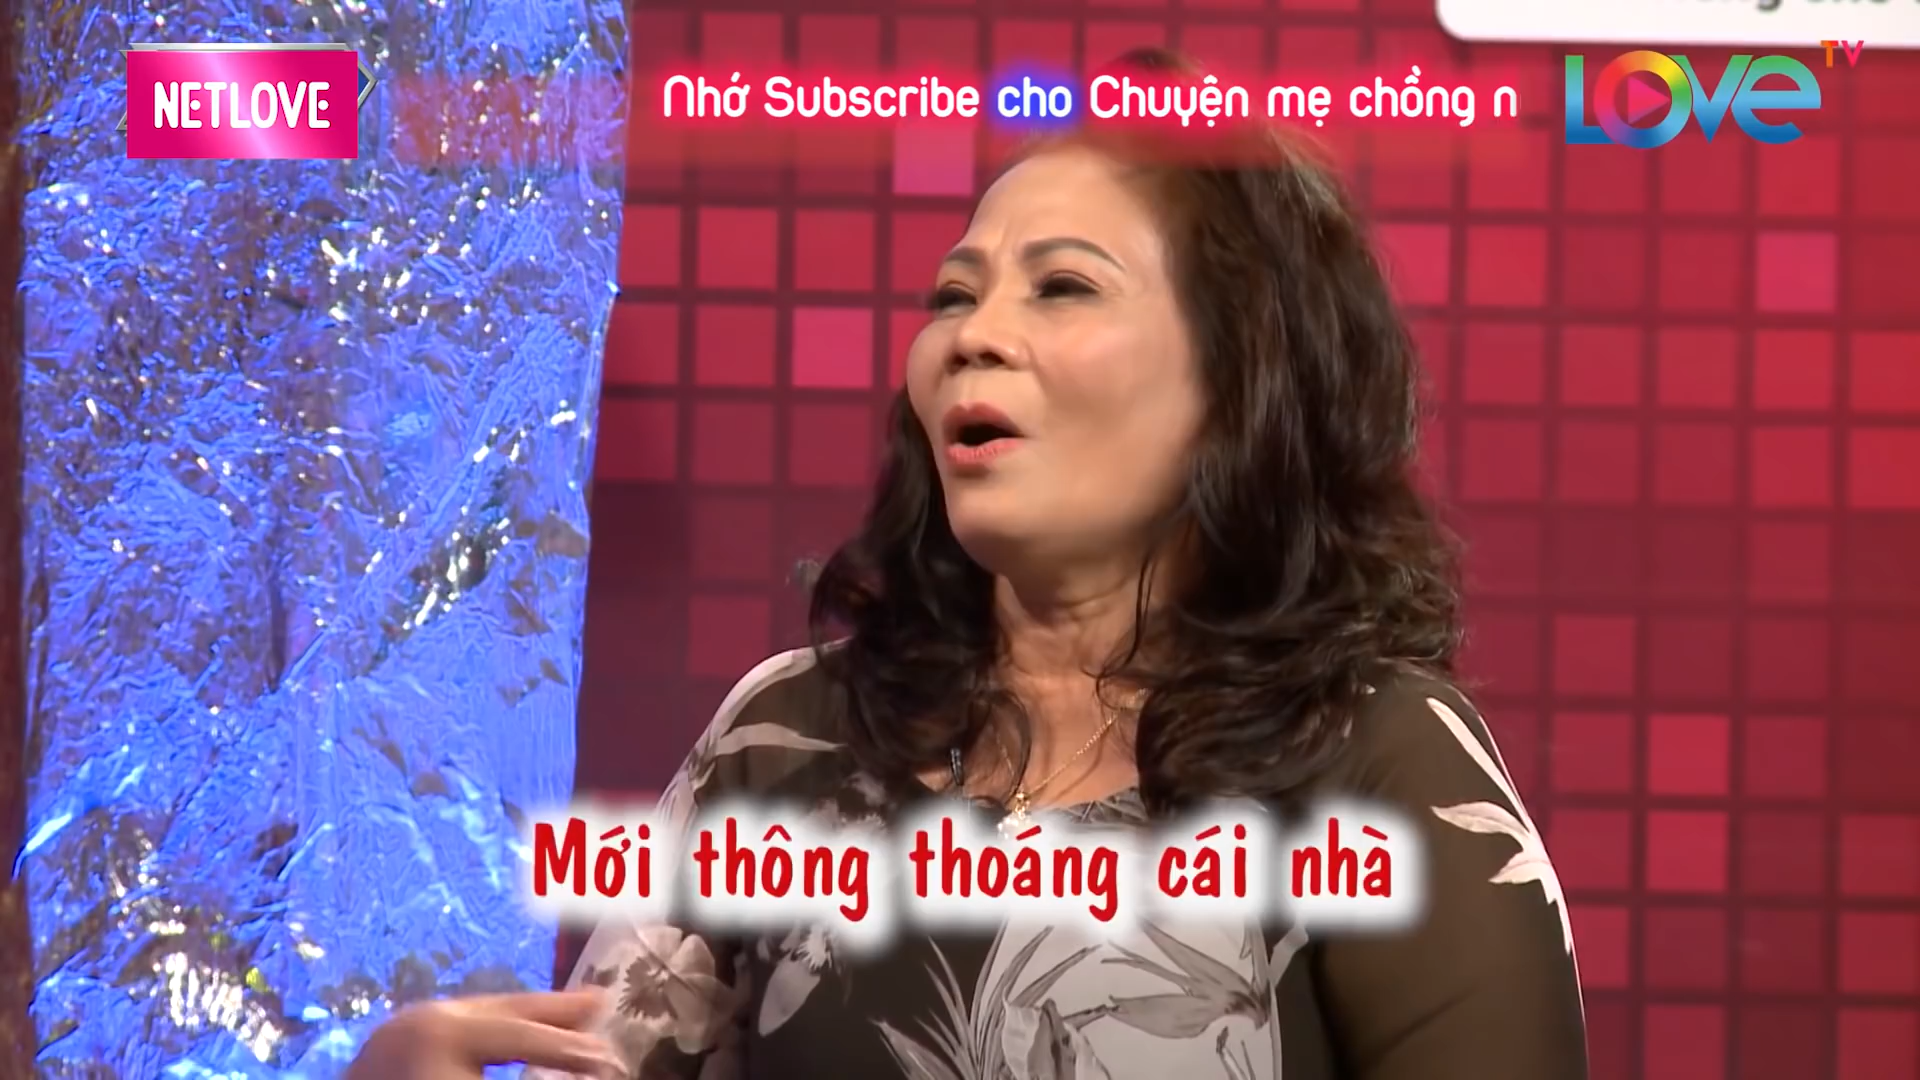 NETLOVE
Nhớ Subscribe cho Chuyện mẹ chồng n
LOVE TV
Mới thông thoáng cái nhà